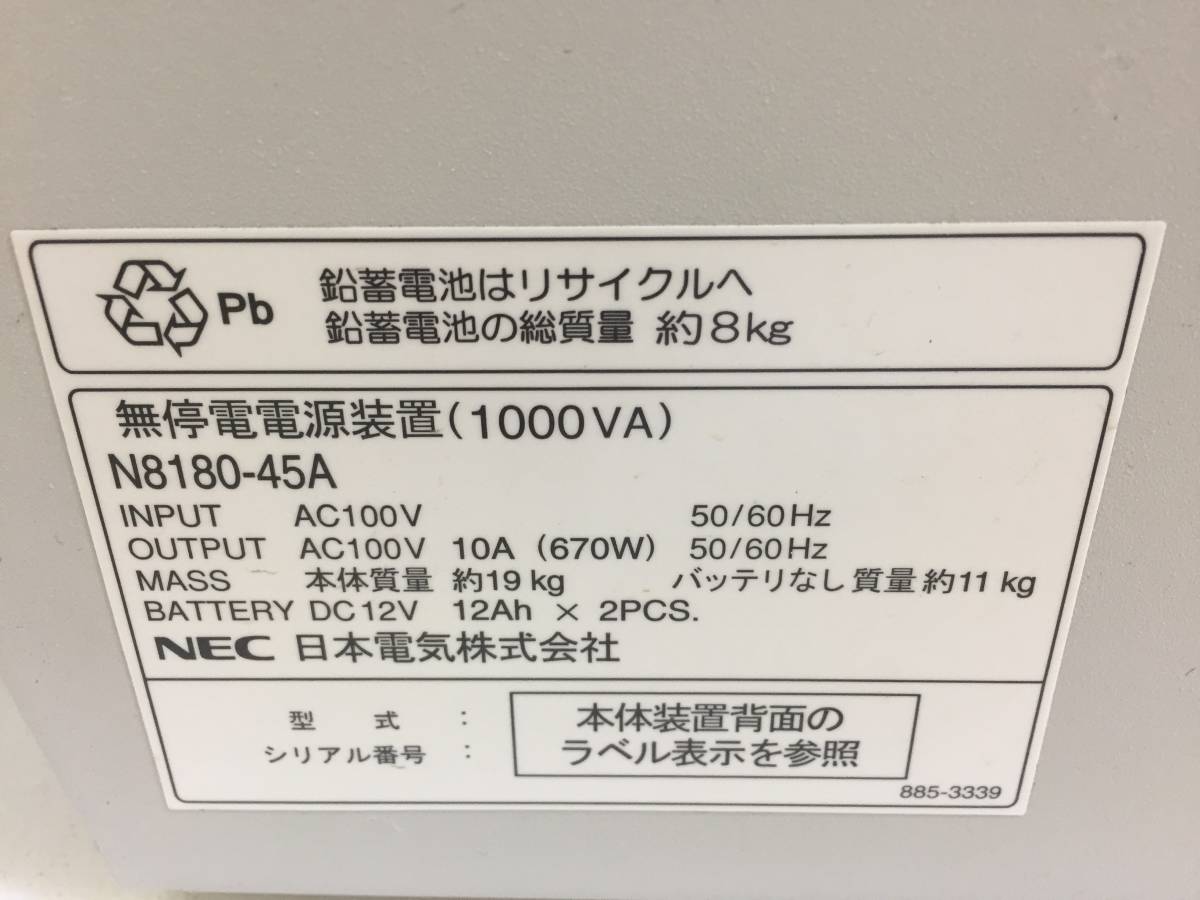 Pb
鉛蓄電池はリサイクルへ
鉛蓄電池の総質量 約8kg
無停電電源装置(1000VA)
N8180-45A
INPUT AC100V 50/60Hz
OUTPUT AC100V 10A (670W) 50/60Hz
MASS 本体質量 約19kg バッテリなし質量約11kg
BATTERY DC12V 12Ah × 2PCS.
NEC 日本電気株式会社
型 式 : 本体装置背面の
シリアル番号 : ラベル表示を参照
885-3339